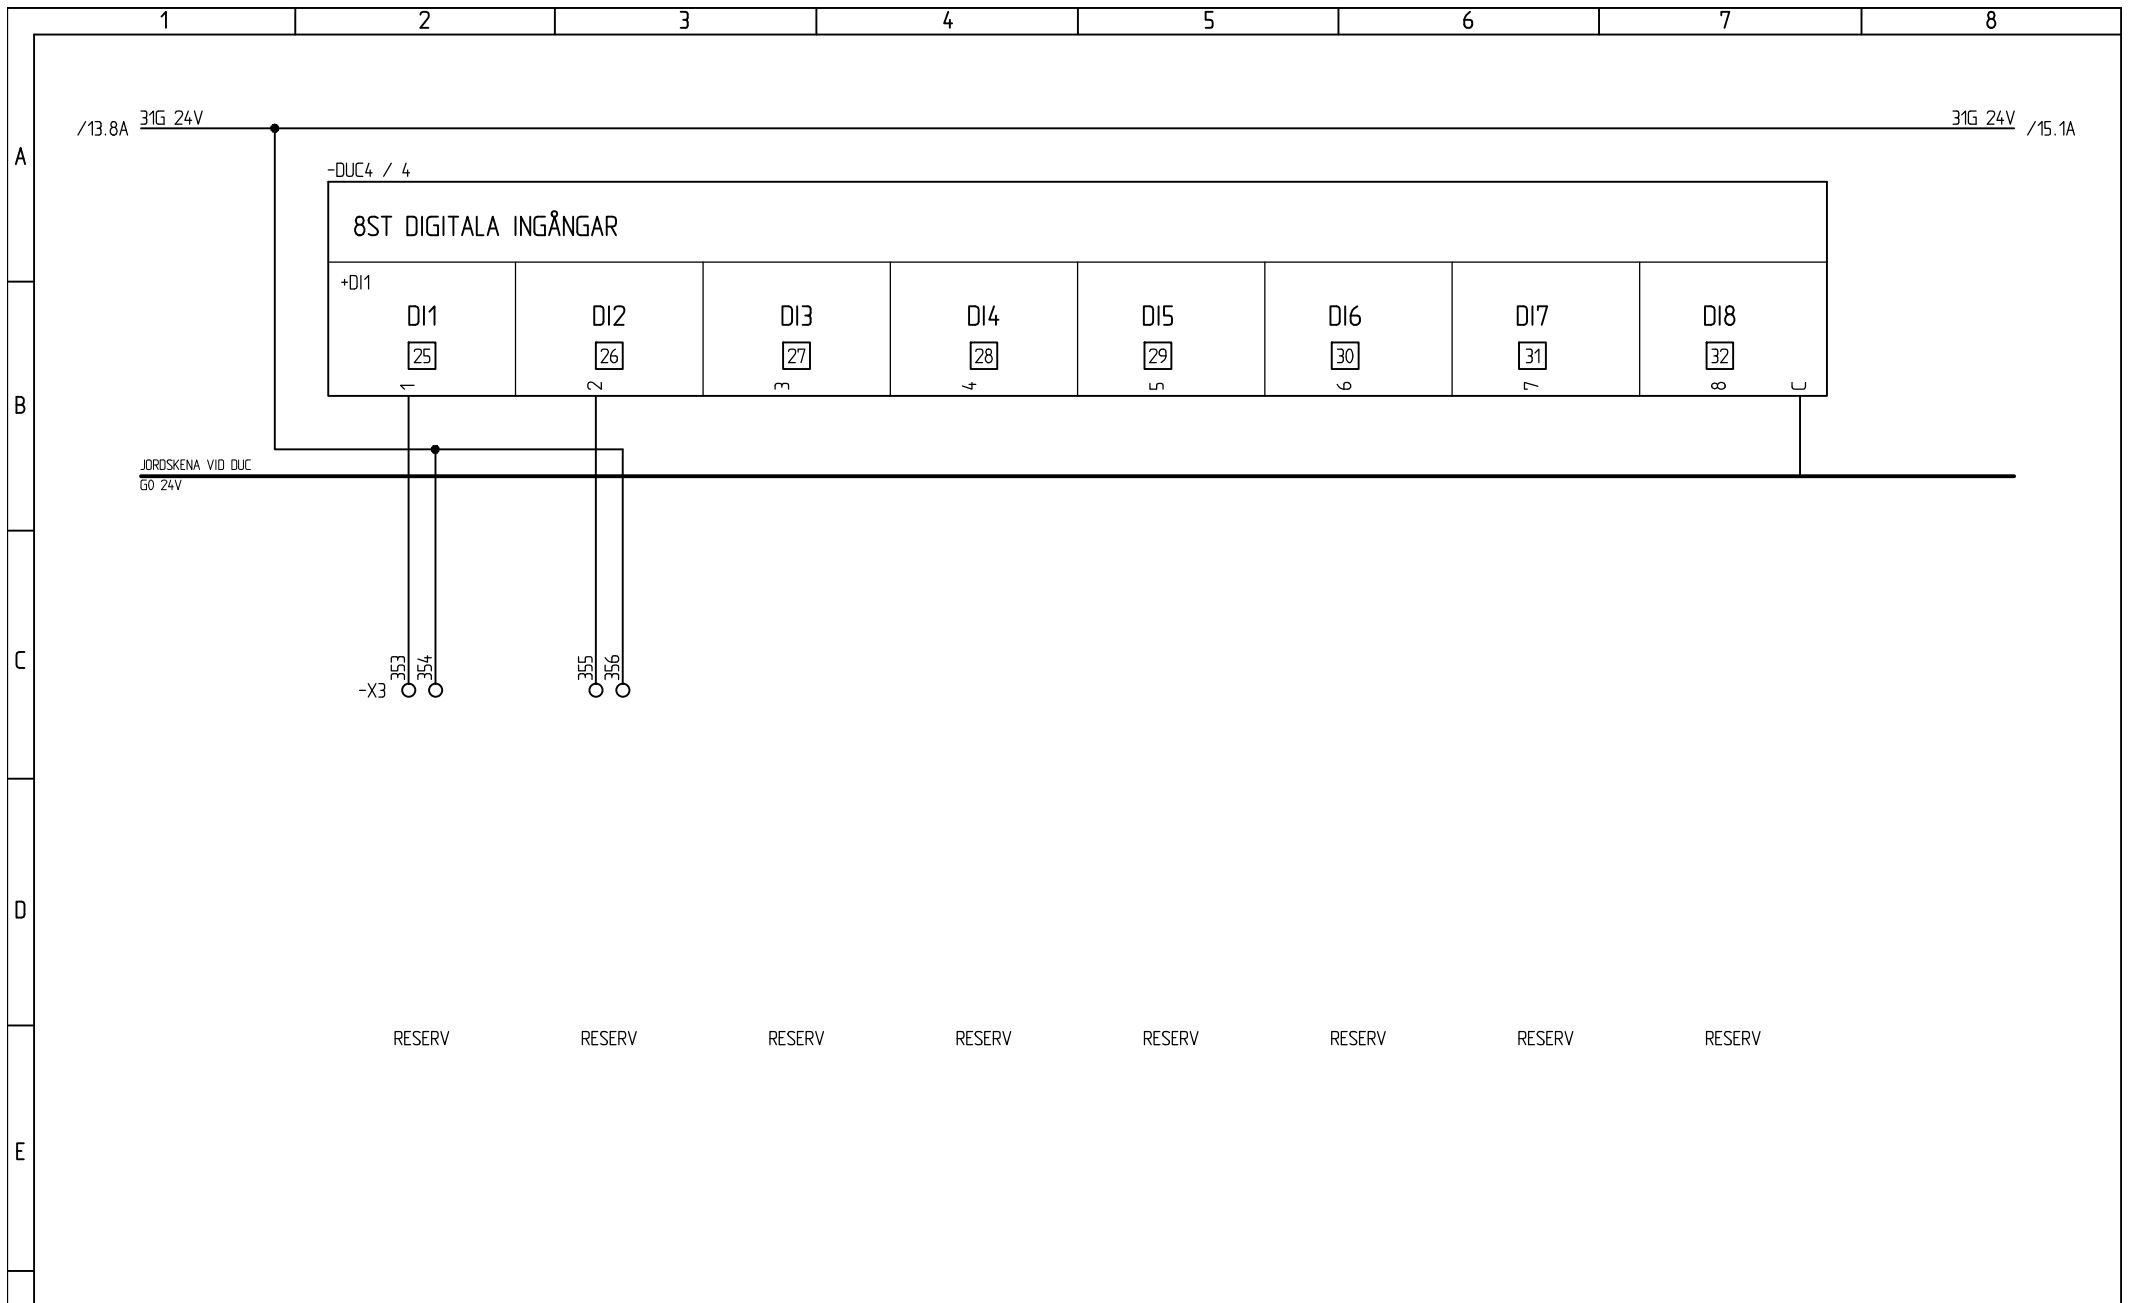 1 2 3 4 5 6 7 8
31G 24V 31G 24V
/13.8A /15.1A
A
-DUC4 / 4
8ST DIGITALA INGÅNGAR
+DI1
DI1 DI2 DI3 DI4 DI5 DI6 DI7 DI8
25 26 27 28 29 30 31 32
1 2 3 4 5 6 7 8 C
B
JORDSKENA VID DUC
G0 24V
C
353 354 355 356
-X3
D
RESERV RESERV RESERV RESERV RESERV RESERV RESERV RESERV
E